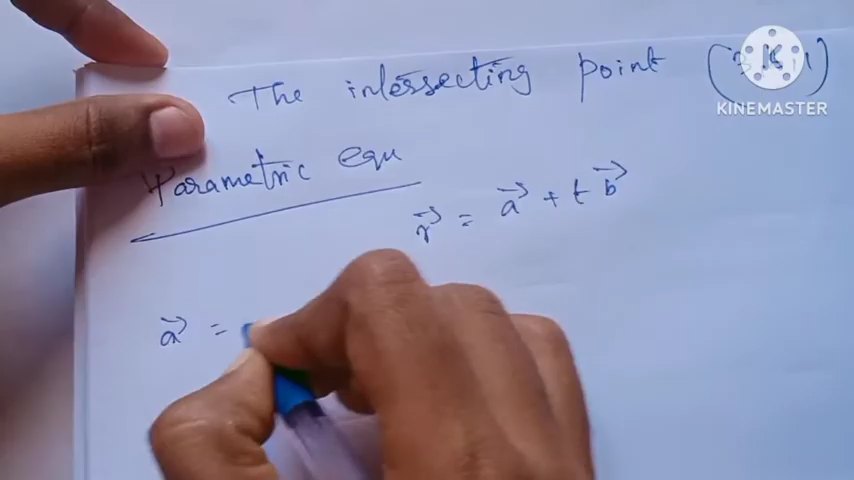 The intersecting point
KINEMASTER
Parametric equ
r⃗ = a⃗ + t b⃗
a⃗ =